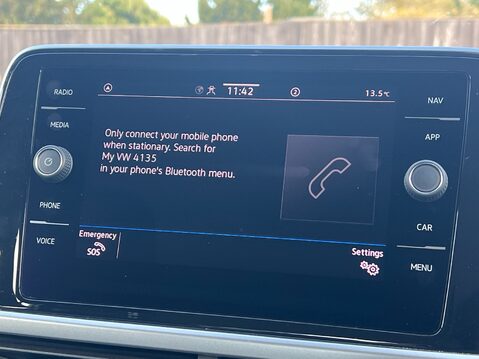 RADIO
MEDIA
PHONE
VOICE
11:42
2
13.5°C
Only connect your mobile phone
when stationary. Search for
My VW 4135
in your phone's Bluetooth menu.
Emergency
SOS
Settings
NAV
APP
CAR
MENU